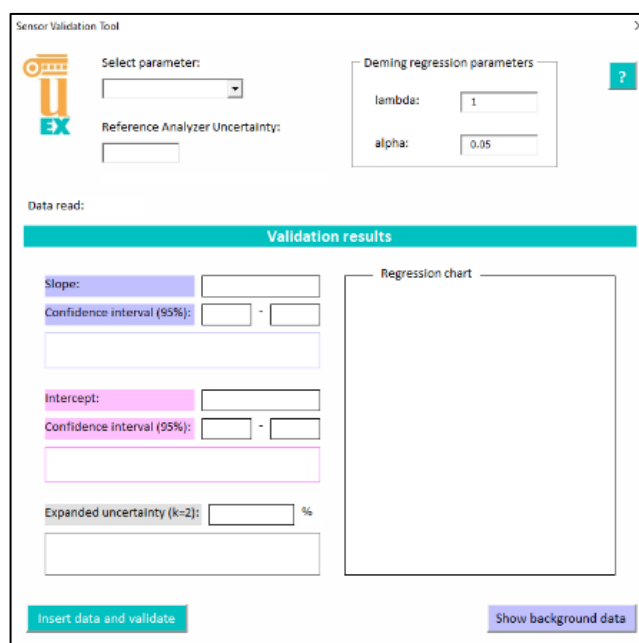 Sensor Validation Tool
X
u
EX
Select parameter:
Reference Analyzer Uncertainty:
Deming regression parameters
lambda:
1
alpha:
0.05
?
Data read:
Validation results
Slope:
Confidence interval (95%):
-
Intercept:
Confidence interval (95%):
-
Expanded uncertainty (k=2):
%
Regression chart
Insert data and validate
Show background data